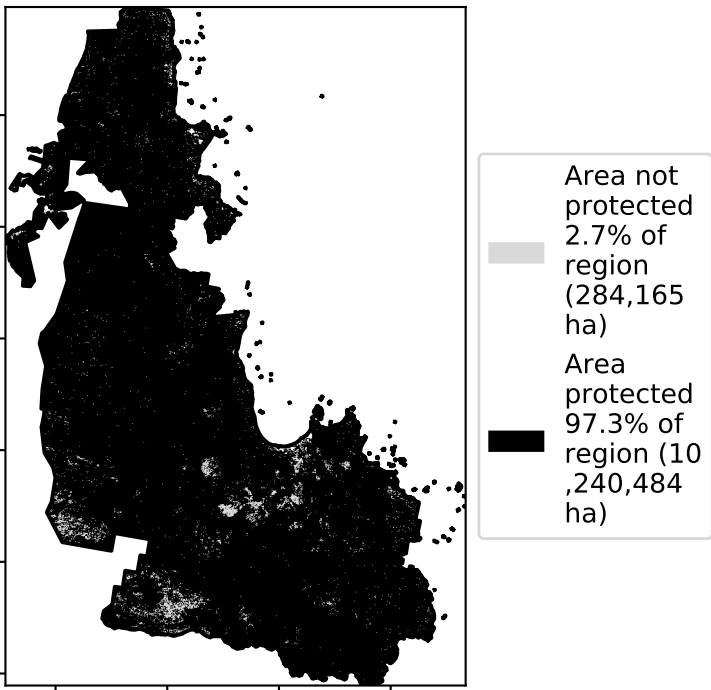 Area not
protected
2.7% of
region
(284,165
ha)
Area
protected
97.3% of
region (10
,240,484
ha)